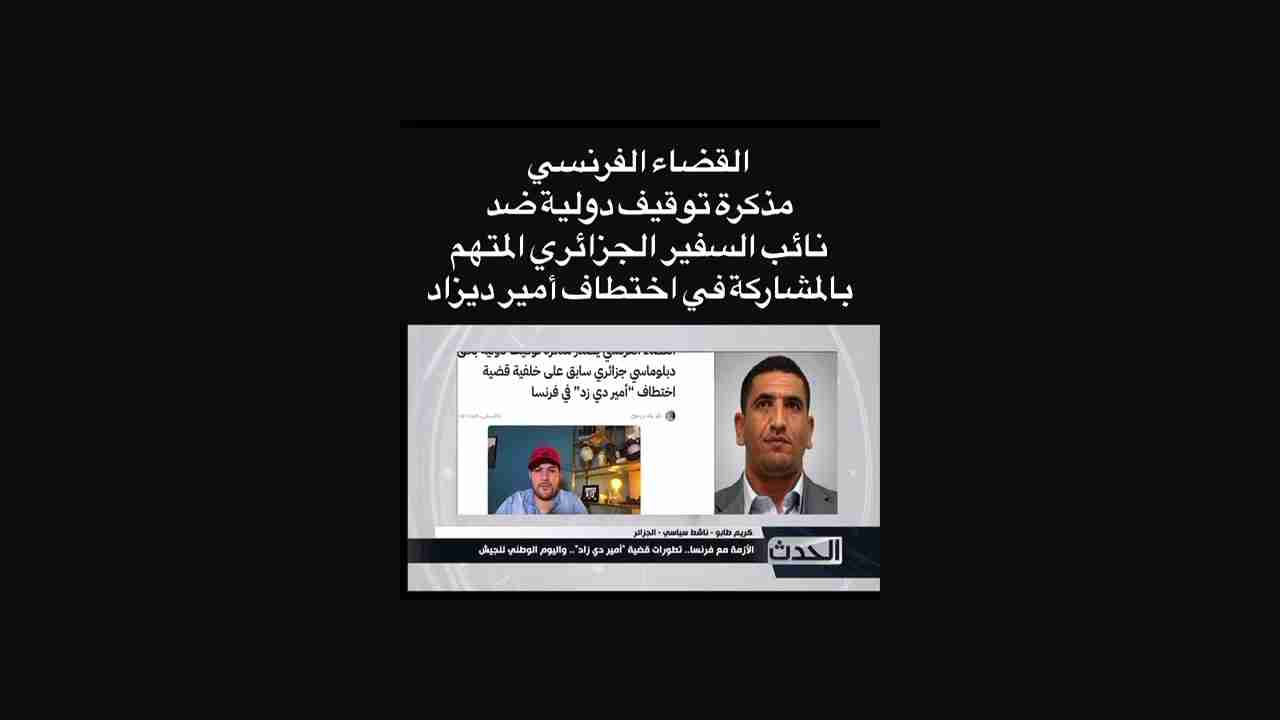 القضاء الفرنسي
مذكرة توقيف دولية ضد
نائب السفير الجزائري المتهم
بالمشاركة في اختطاف أمير ديزاد
دبلوماسي جزائري سابق على خلفية قضية
اختطاف "أمير دي زد" في فرنسا
كريم طابو - ناشط سياسي - الجزائر
الحدث
الأزمة مع فرنسا.. تطورات قضية "أمير دي زاد".. واليوم الوطني للجيش